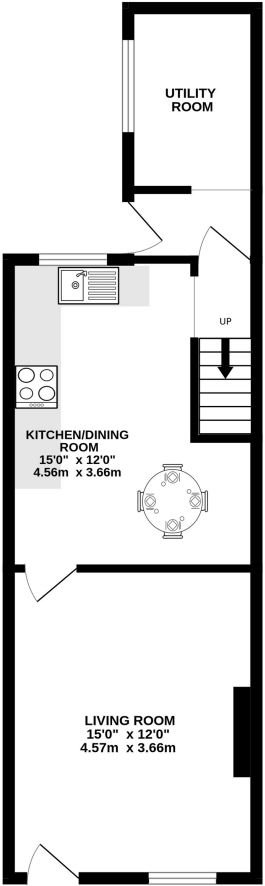 UTILITY
ROOM
UP
KITCHEN/DINING
ROOM
15'0" x 12'0"
4.56m x 3.66m
LIVING ROOM
15'0" x 12'0"
4.57m x 3.66m